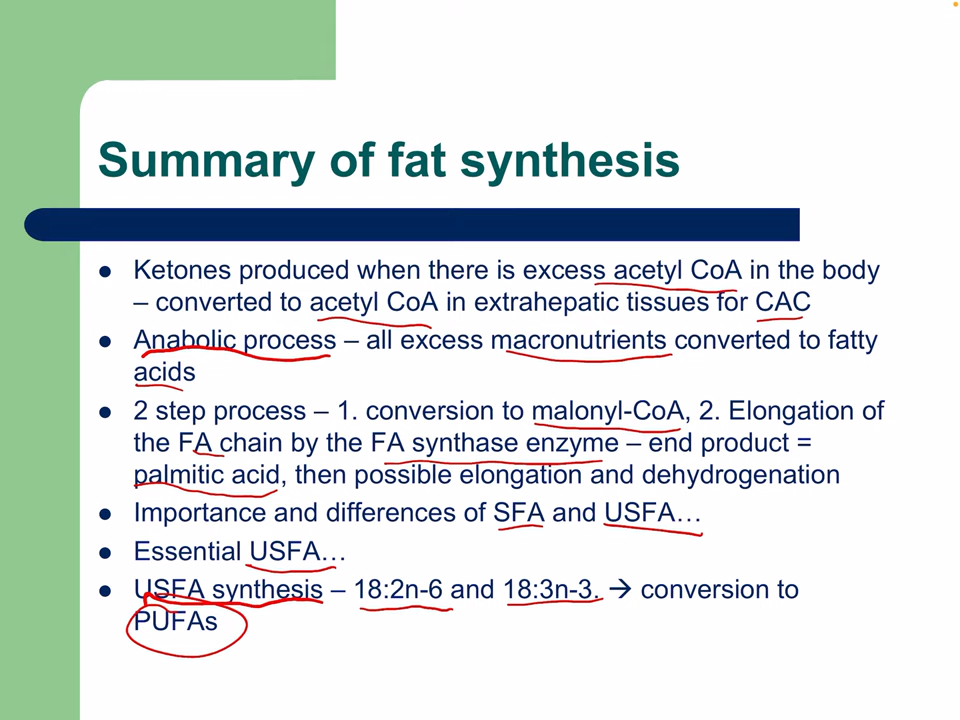 Summary of fat synthesis
● Ketones produced when there is excess acetyl CoA in the body
– converted to acetyl CoA in extrahepatic tissues for CAC
● Anabolic process – all excess macronutrients converted to fatty
acids
● 2 step process – 1. conversion to malonyl-CoA, 2. Elongation of
the FA chain by the FA synthase enzyme – end product =
palmitic acid, then possible elongation and dehydrogenation
● Importance and differences of SFA and USFA…
● Essential USFA…
● USFA synthesis – 18:2n-6 and 18:3n-3. → conversion to
PUFAs